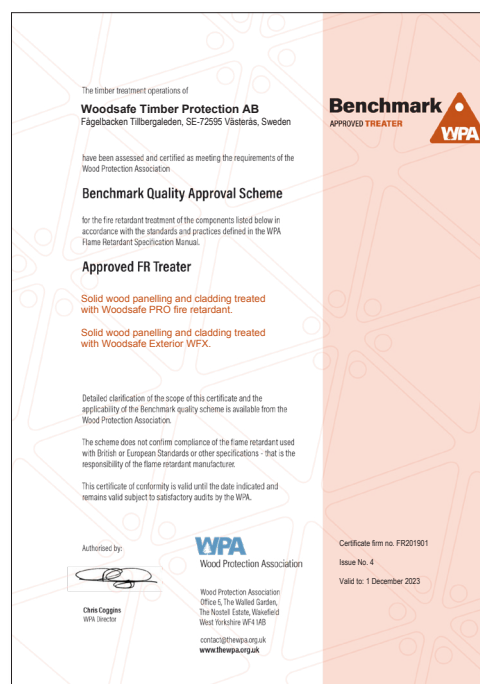 The timber treatment operations of
Woodsafe Timber Protection AB
Fågelbacken Tillbergaleden, SE-72595 Västerås, Sweden
have been assessed and certified as meeting the requirements of the
Wood Protection Association
Benchmark Quality Approval Scheme
for the fire retardant treatment of the components listed below in
accordance with the standards and practices defined in the WPA
Flame Retardant Specification Manual.
Approved FR Treater
Solid wood panelling and cladding treated
with Woodsafe PRO fire retardant.
Solid wood panelling and cladding treated
with Woodsafe Exterior WFX.
Detailed clarification of the scope of this certificate and the
applicability of the Benchmark quality scheme is available from the
Wood Protection Association.
The scheme does not confirm compliance of the flame retardant used
with British or European Standards or other specifications - that is the
responsibility of the flame retardant manufacturer.
This certificate of conformity is valid until the date indicated and
remains valid subject to satisfactory audits by the WPA.
Authorised by:
Chris Coggins
WPA Director
WPA
Wood Protection Association
Wood Protection Association
Office 5, The Walled Garden,
The Nostell Estate, Wakefield
West Yorkshire WF4 1AB
contact@thewpa.org.uk
www.thewpa.org.uk
Benchmark
APPROVED TREATER
WPA
Certificate firm no. FR201901
Issue No. 4
Valid to: 1 December 2023